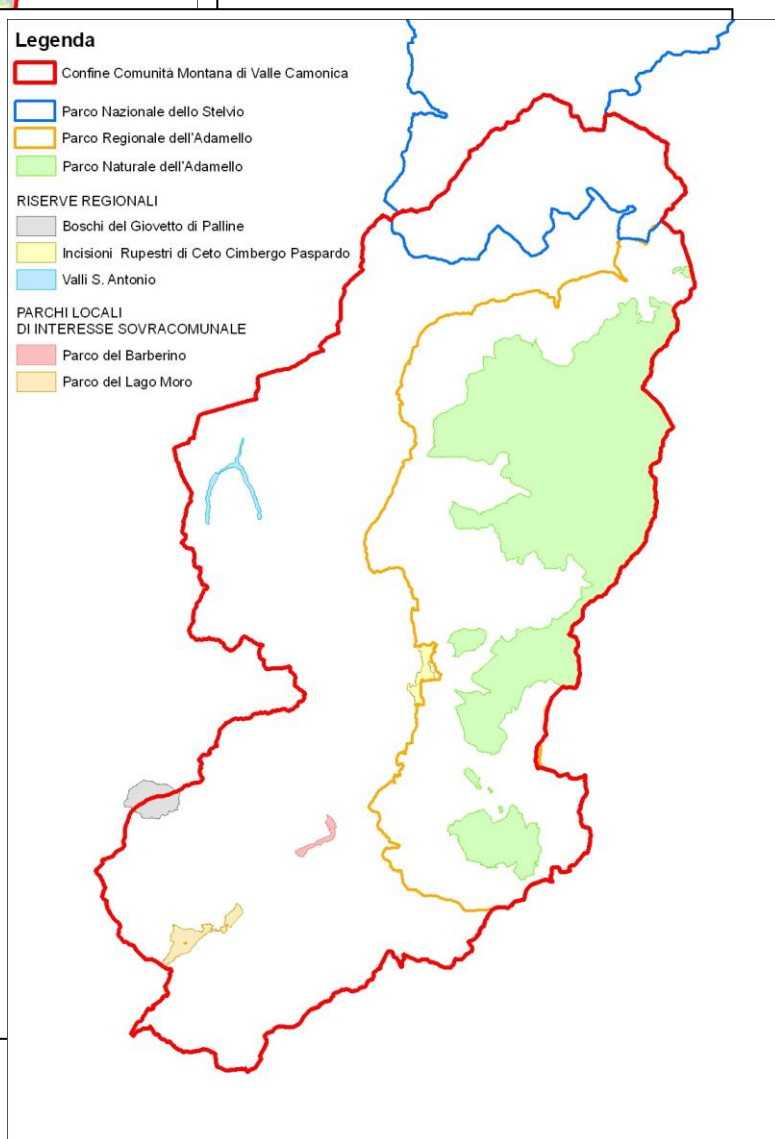 Legenda
Confine Comunità Montana di Valle Camonica
Parco Nazionale dello Stelvio
Parco Regionale dell'Adamello
Parco Naturale dell'Adamello
RISERVE REGIONALI
Boschi del Giovetto di Palline
Incisioni Rupestri di Ceto Cimbergo Paspardo
Valli S. Antonio
PARCHI LOCALI
DI INTERESSE SOVRACOMUNALE
Parco del Barberino
Parco del Lago Moro